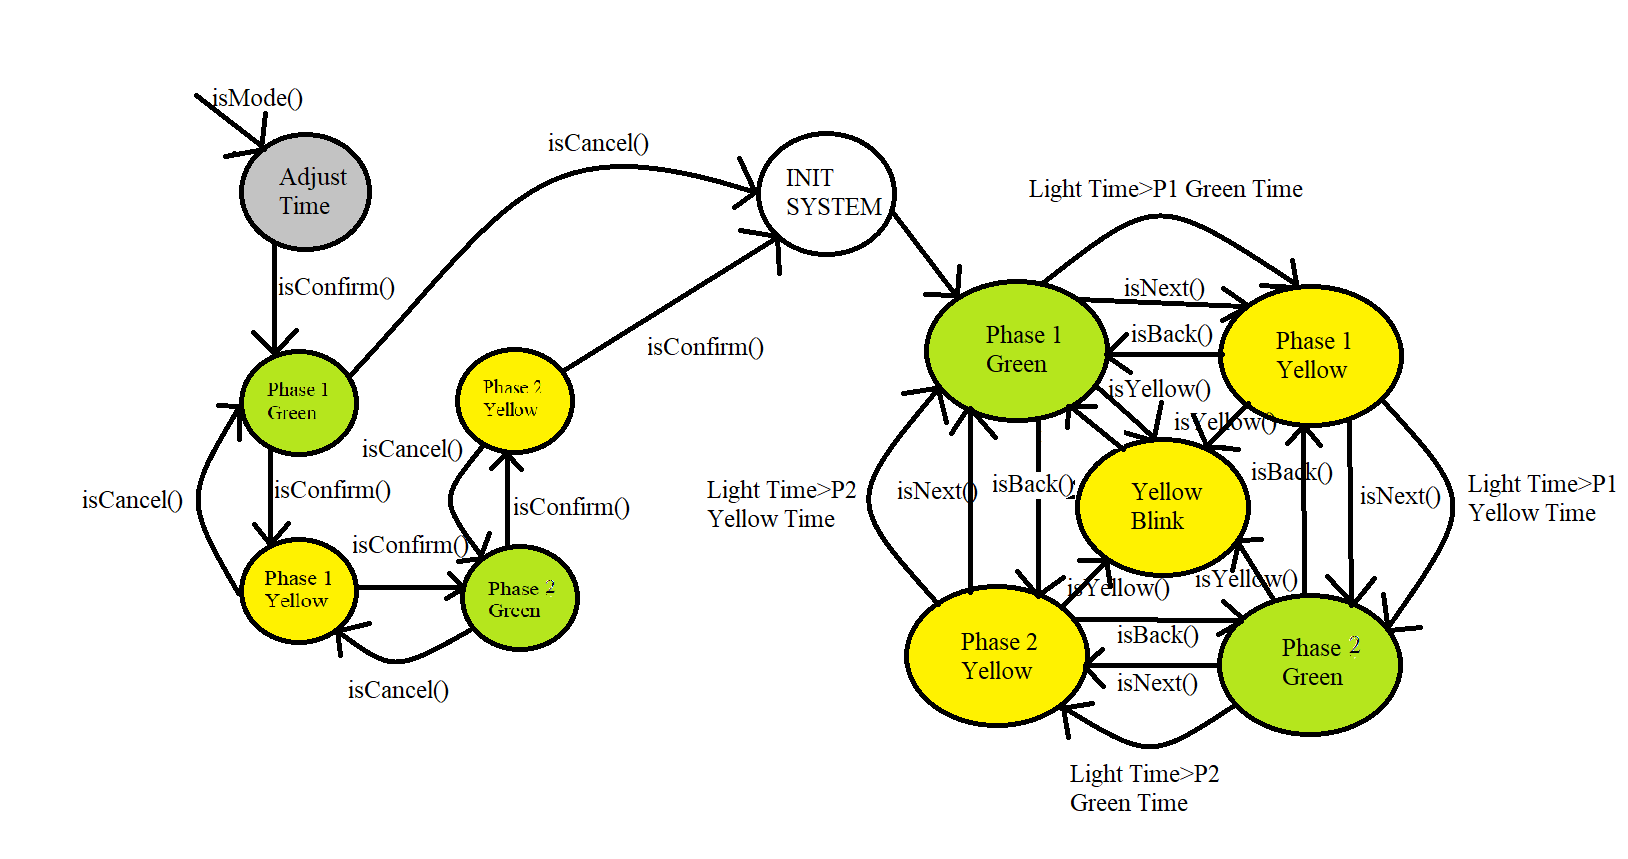 isMode()
Adjust
Time
isConfirm()
isCancel()
INIT
SYSTEM
Phase 1
Green
isConfirm()
isCancel()
Phase 1
Yellow
isConfirm()
Phase 2
Green
isCancel()
isCancel()
isConfirm()
Phase 2
Yellow
isConfirm()
Light Time>P1 Green Time
Phase 1
Green
isNext()
isBack()
Phase 1
Yellow
isYellow()
isYellow()
Yellow
Blink
Light Time>P2
Yellow Time
isNext()
isBack()
isBack()
isNext()
Light Time>P1
Yellow Time
isYellow()
isYellow()
Phase 2
Yellow
isBack()
isNext()
Phase 2
Green
Light Time>P2
Green Time